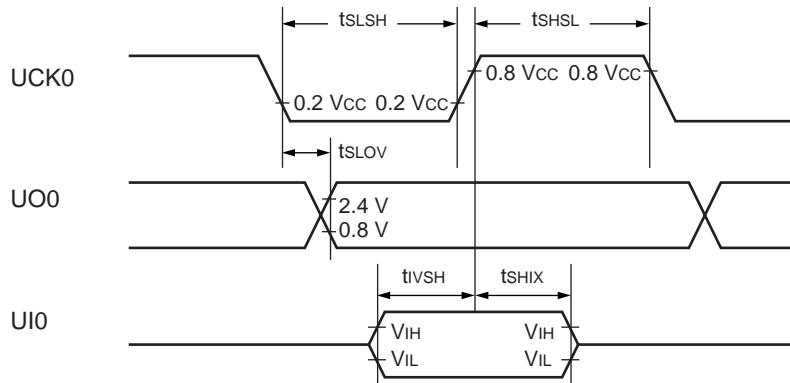 tSLSH tSHSL
UCK0
0.8 VCC 0.8 VCC
0.2 VCC 0.2 VCC
tSLOV
UO0
2.4 V
0.8 V
tIVSH tSHIX
UI0
VIH VIH
VIL VIL